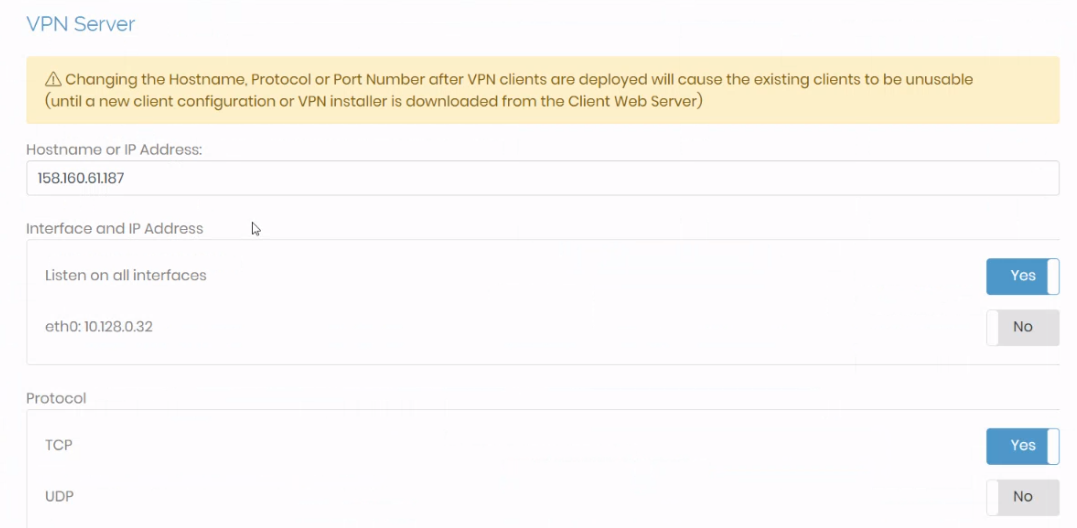 VPN Server
⚠ Changing the Hostname, Protocol or Port Number after VPN clients are deployed will cause the existing clients to be unusable
(until a new client configuration or VPN installer is downloaded from the Client Web Server)
Hostname or IP Address:
158.160.61.187
Interface and IP Address
Listen on all interfaces
Yes
eth0: 10.128.0.32
No
Protocol
TCP
Yes
UDP
No